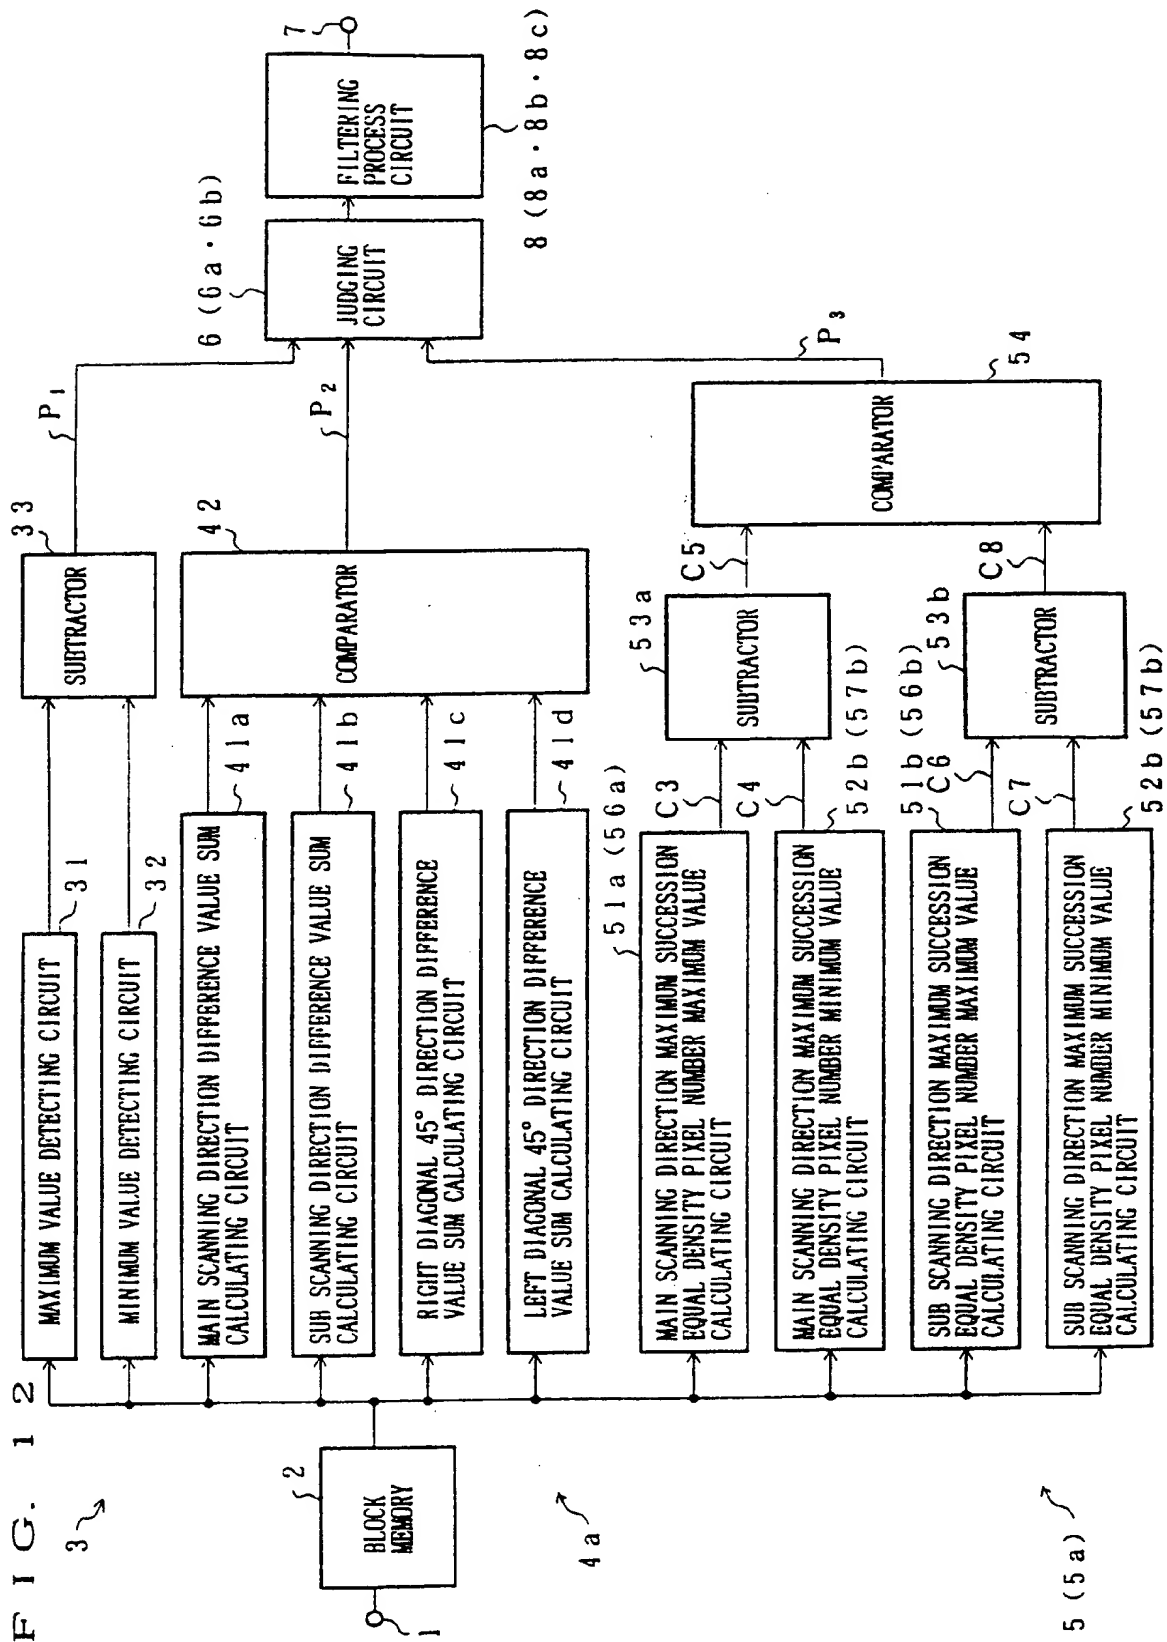 FIG. 12
3
1
2
BLOCK
MEMORY
4a
5 (5a)
MAXIMUM VALUE DETECTING CIRCUIT
31
MINIMUM VALUE DETECTING CIRCUIT
32
MAIN SCANNING DIRECTION DIFFERENCE VALUE SUM
CALCULATING CIRCUIT
41a
SUB SCANNING DIRECTION DIFFERENCE VALUE SUM
CALCULATING CIRCUIT
41b
RIGHT DIAGONAL 45° DIRECTION DIFFERENCE
VALUE SUM CALCULATING CIRCUIT
41c
LEFT DIAGONAL 45° DIRECTION DIFFERENCE
VALUE SUM CALCULATING CIRCUIT
41d
51a (56a)
MAIN SCANNING DIRECTION MAXIMUM SUCCESSION
EQUAL DENSITY PIXEL NUMBER MAXIMUM VALUE
CALCULATING CIRCUIT
C3
MAIN SCANNING DIRECTION MAXIMUM SUCCESSION
EQUAL DENSITY PIXEL NUMBER MINIMUM VALUE
CALCULATING CIRCUIT
C4
52b (57b)
SUB SCANNING DIRECTION MAXIMUM SUCCESSION
EQUAL DENSITY PIXEL NUMBER MAXIMUM VALUE
CALCULATING CIRCUIT
51b (56b)
C6
SUB SCANNING DIRECTION MAXIMUM SUCCESSION
EQUAL DENSITY PIXEL NUMBER MINIMUM VALUE
CALCULATING CIRCUIT
C7
52b (57b)
SUBTRACTOR
33
COMPARATOR
42
SUBTRACTOR
53a
C5
SUBTRACTOR
53b
C8
COMPARATOR
54
P1
P2
P3
6 (6a・6b)
JUDGING
CIRCUIT
FILTERING
PROCESS
CIRCUIT
8 (8a・8b・8c)
7